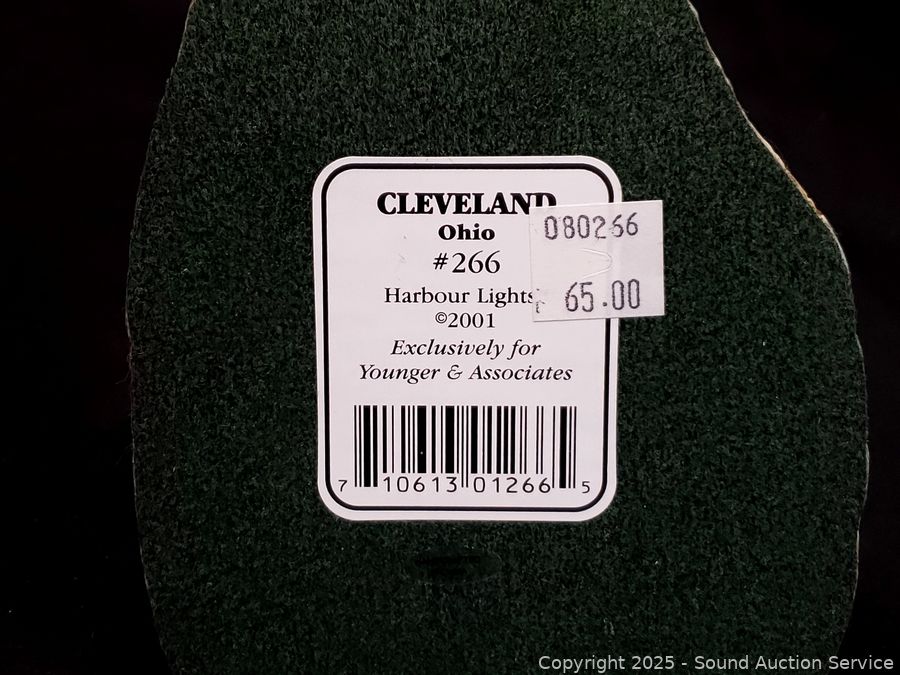 CLEVELAND
Ohio
#266
Harbour Lights
©2001
Exclusively for
Younger & Associates
7 10613 01266 5
080266
65.00
Copyright 2025 - Sound Auction Service